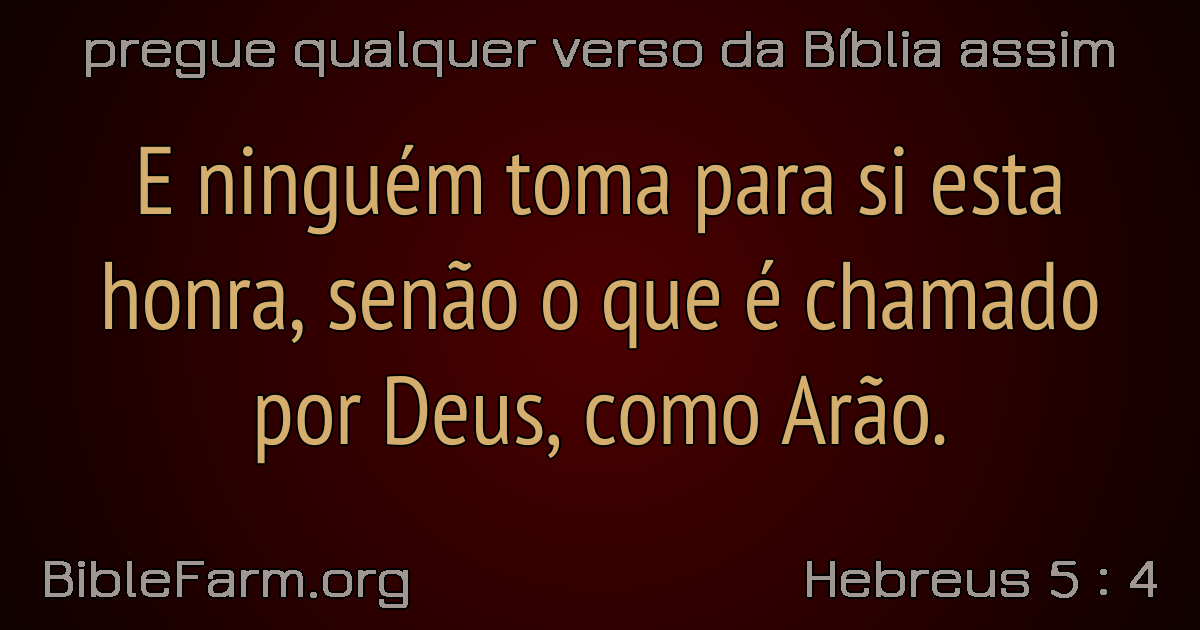 pregue qualquer verso da Bíblia assim
E ninguém toma para si esta
honra, senão o que é chamado
por Deus, como Arão.
BibleFarm.org
Hebreus 5 : 4